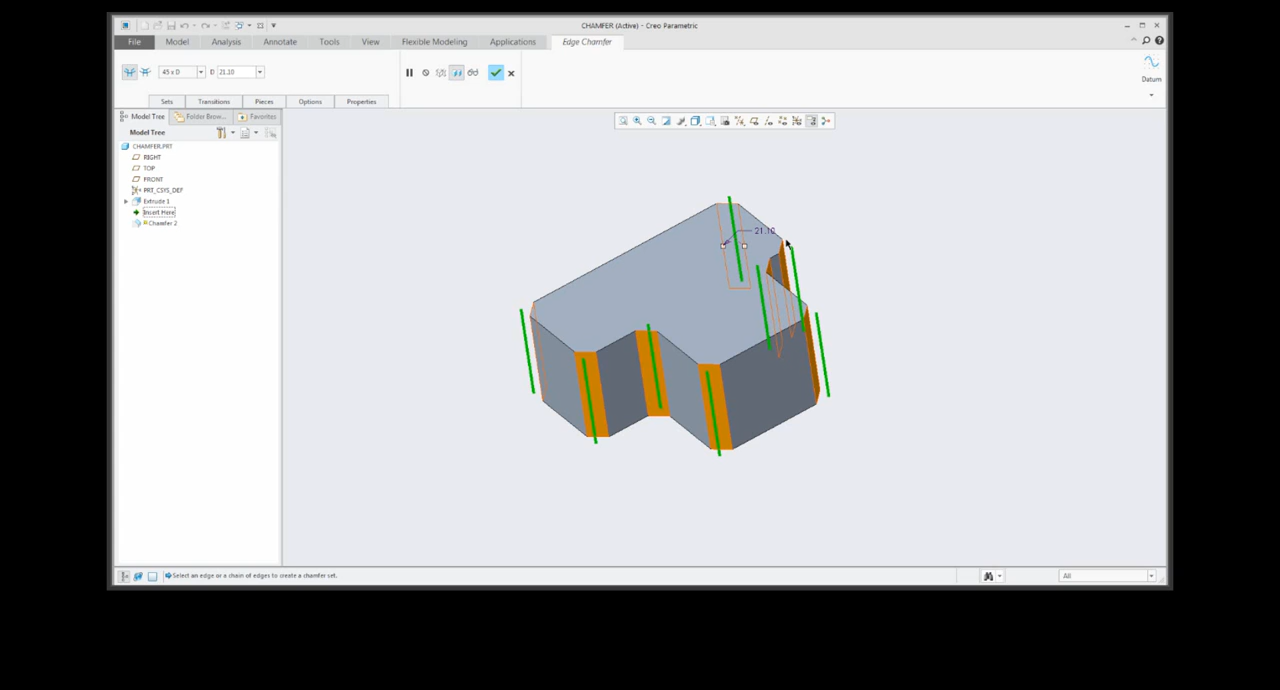 CHAMFER (Active) - Creo Parametric
File Model Analysis Annotate Tools View Flexible Modeling Applications Edge Chamfer
45 x D D 21.10
Datum
Sets Transitions Pieces Options Properties
Model Tree Folder Brow... Favorites
Model Tree
CHAMFER.PRT
RIGHT
TOP
FRONT
PRT_CSYS_DEF
Extrude 1
Insert Here
Chamfer 2
21.10
Select an edge or a chain of edges to create a chamfer set.
All